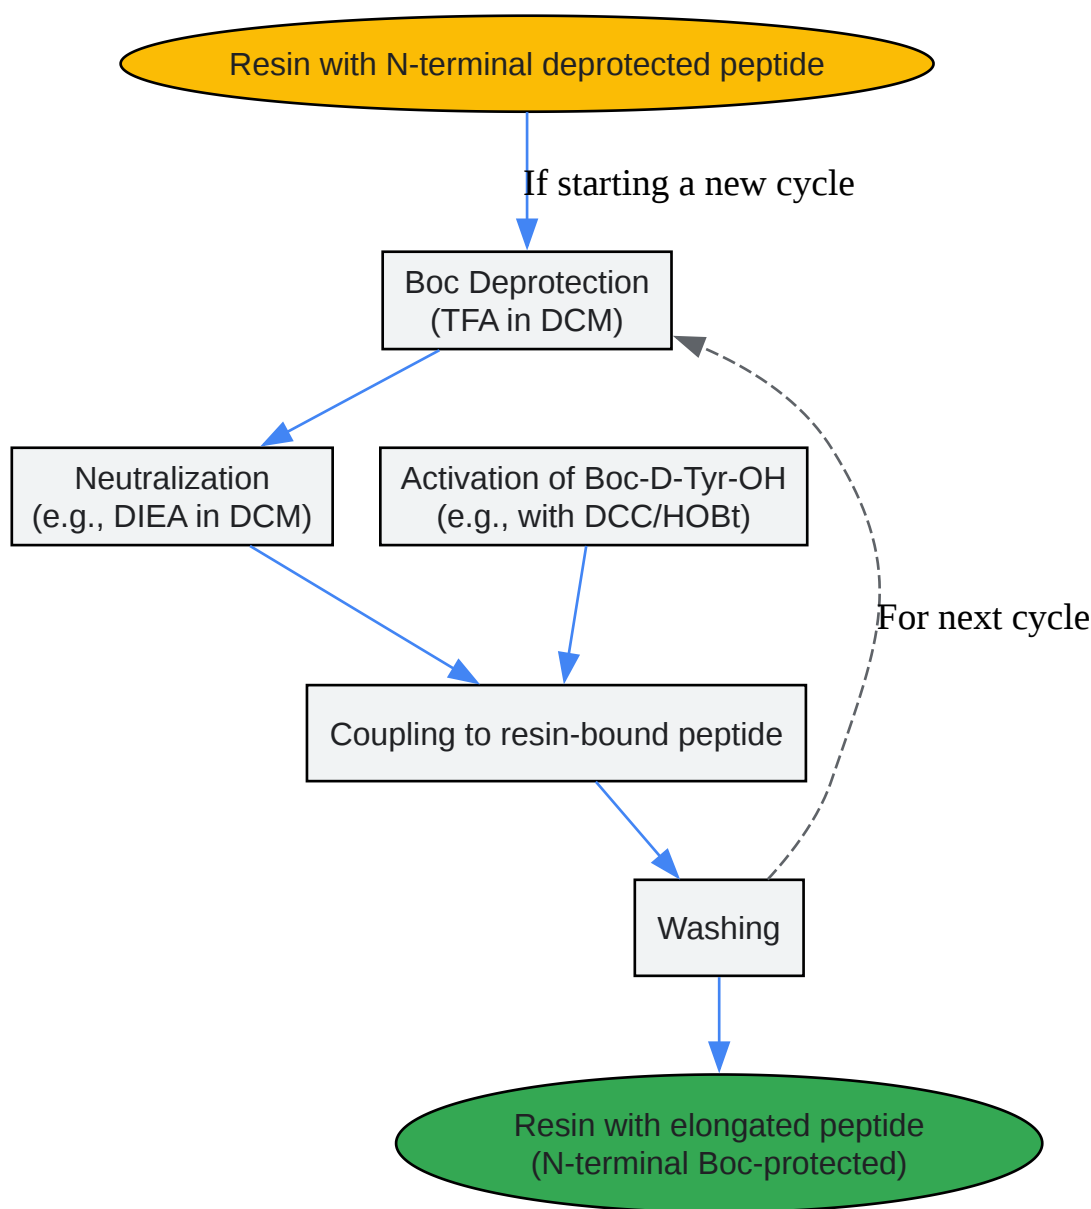 Resin with N-terminal deprotected peptide
If starting a new cycle
Boc Deprotection
(TFA in DCM)
Neutralization
(e.g., DIEA in DCM)
Activation of Boc-D-Tyr-OH
(e.g., with DCC/HOBt)
For next cycle
Coupling to resin-bound peptide
Washing
Resin with elongated peptide
(N-terminal Boc-protected)